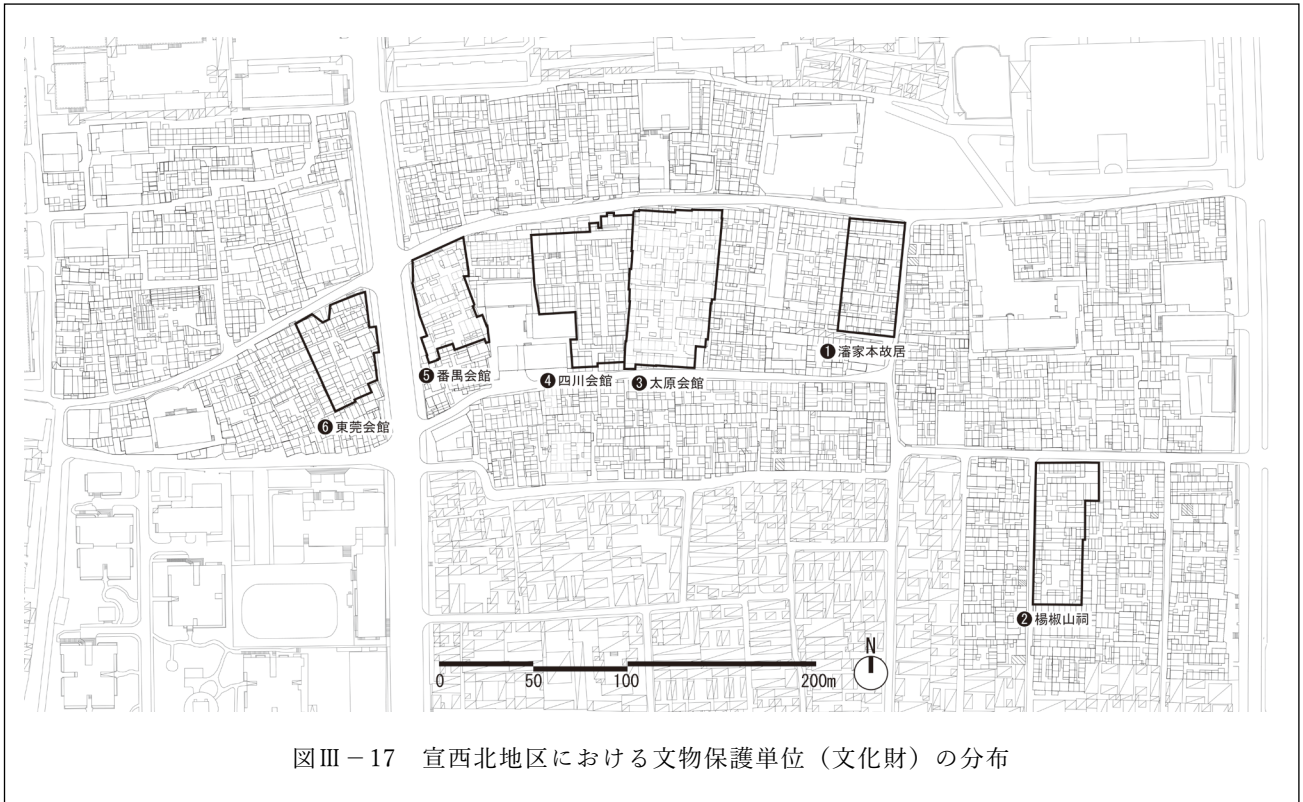 ❶瀋家本故居
❺番禺会館
❹四川会館
❸太原会館
❻東莞会館
❷楊椒山祠
N
0 50 100 200m
図Ⅲ－17　宣西北地区における文物保護単位（文化財）の分布